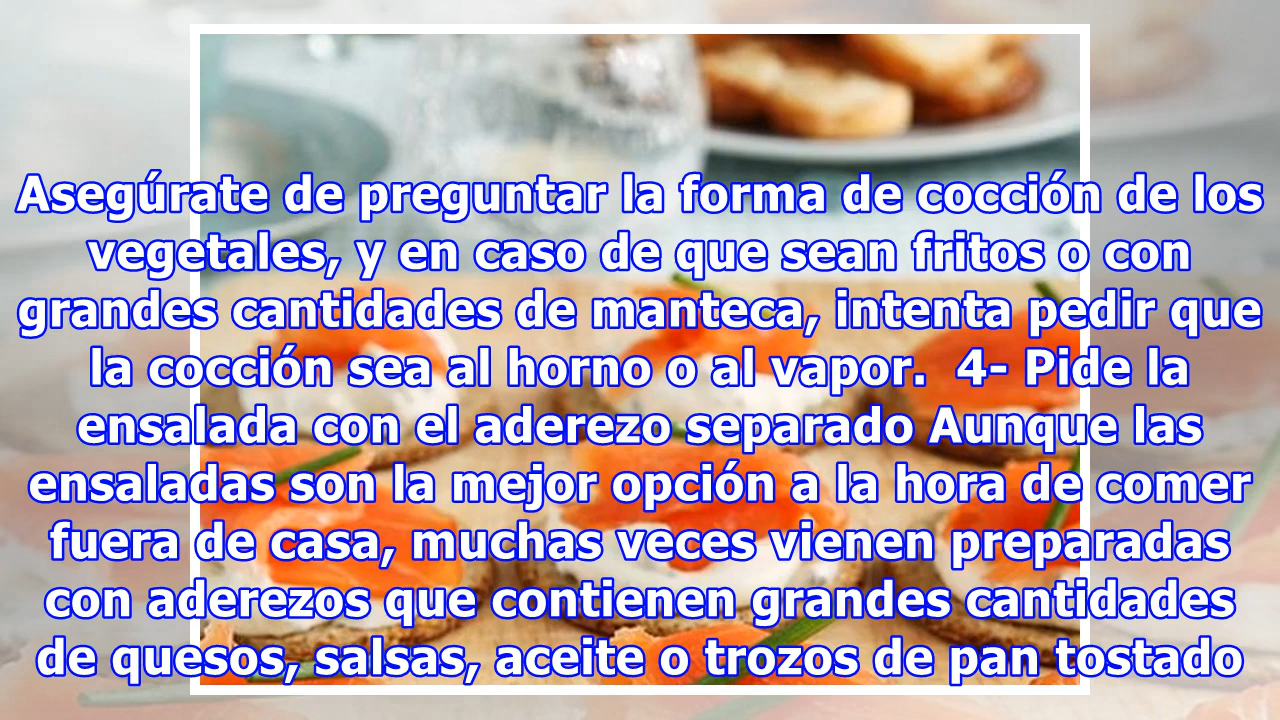 Asegúrate de preguntar la forma de cocción de los
vegetales, y en caso de que sean fritos o con
grandes cantidades de manteca, intenta pedir que
la cocción sea al horno o al vapor.  4- Pide la
ensalada con el aderezo separado Aunque las
ensaladas son la mejor opción a la hora de comer
fuera de casa, muchas veces vienen preparadas
con aderezos que contienen grandes cantidades
de quesos, salsas, aceite o trozos de pan tostado